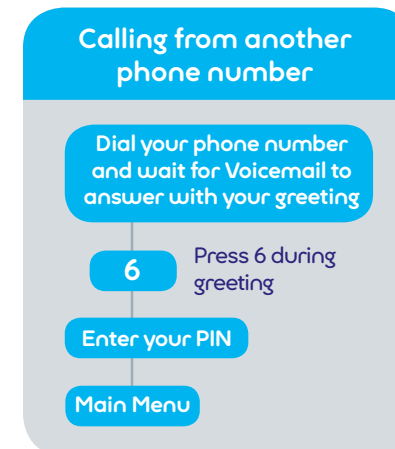 Calling from another
phone number
Dial your phone number
and wait for Voicemail to
answer with your greeting
6
Press 6 during
greeting
Enter your PIN
Main Menu